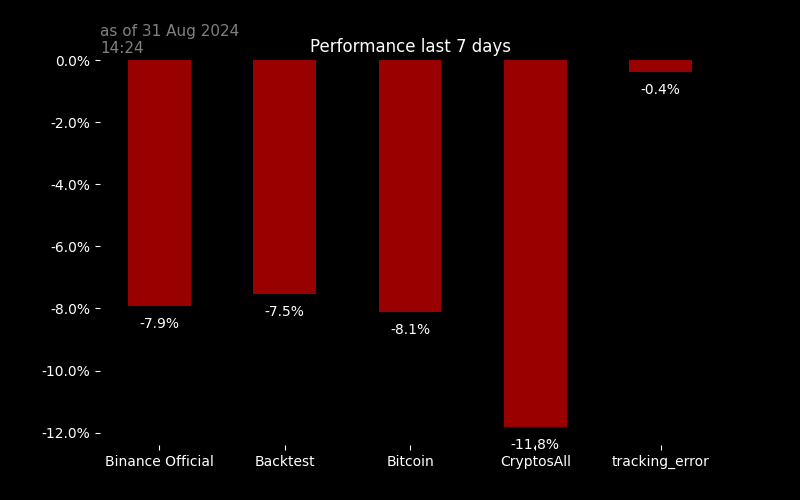 as of 31 Aug 2024
14:24
Performance last 7 days
0.0%
-2.0%
-4.0%
-6.0%
-8.0%
-10.0%
-12.0%
-7.9%
-7.5%
-8.1%
-11.8%
-0.4%
Binance Official
Backtest
Bitcoin
CryptosAll
tracking_error